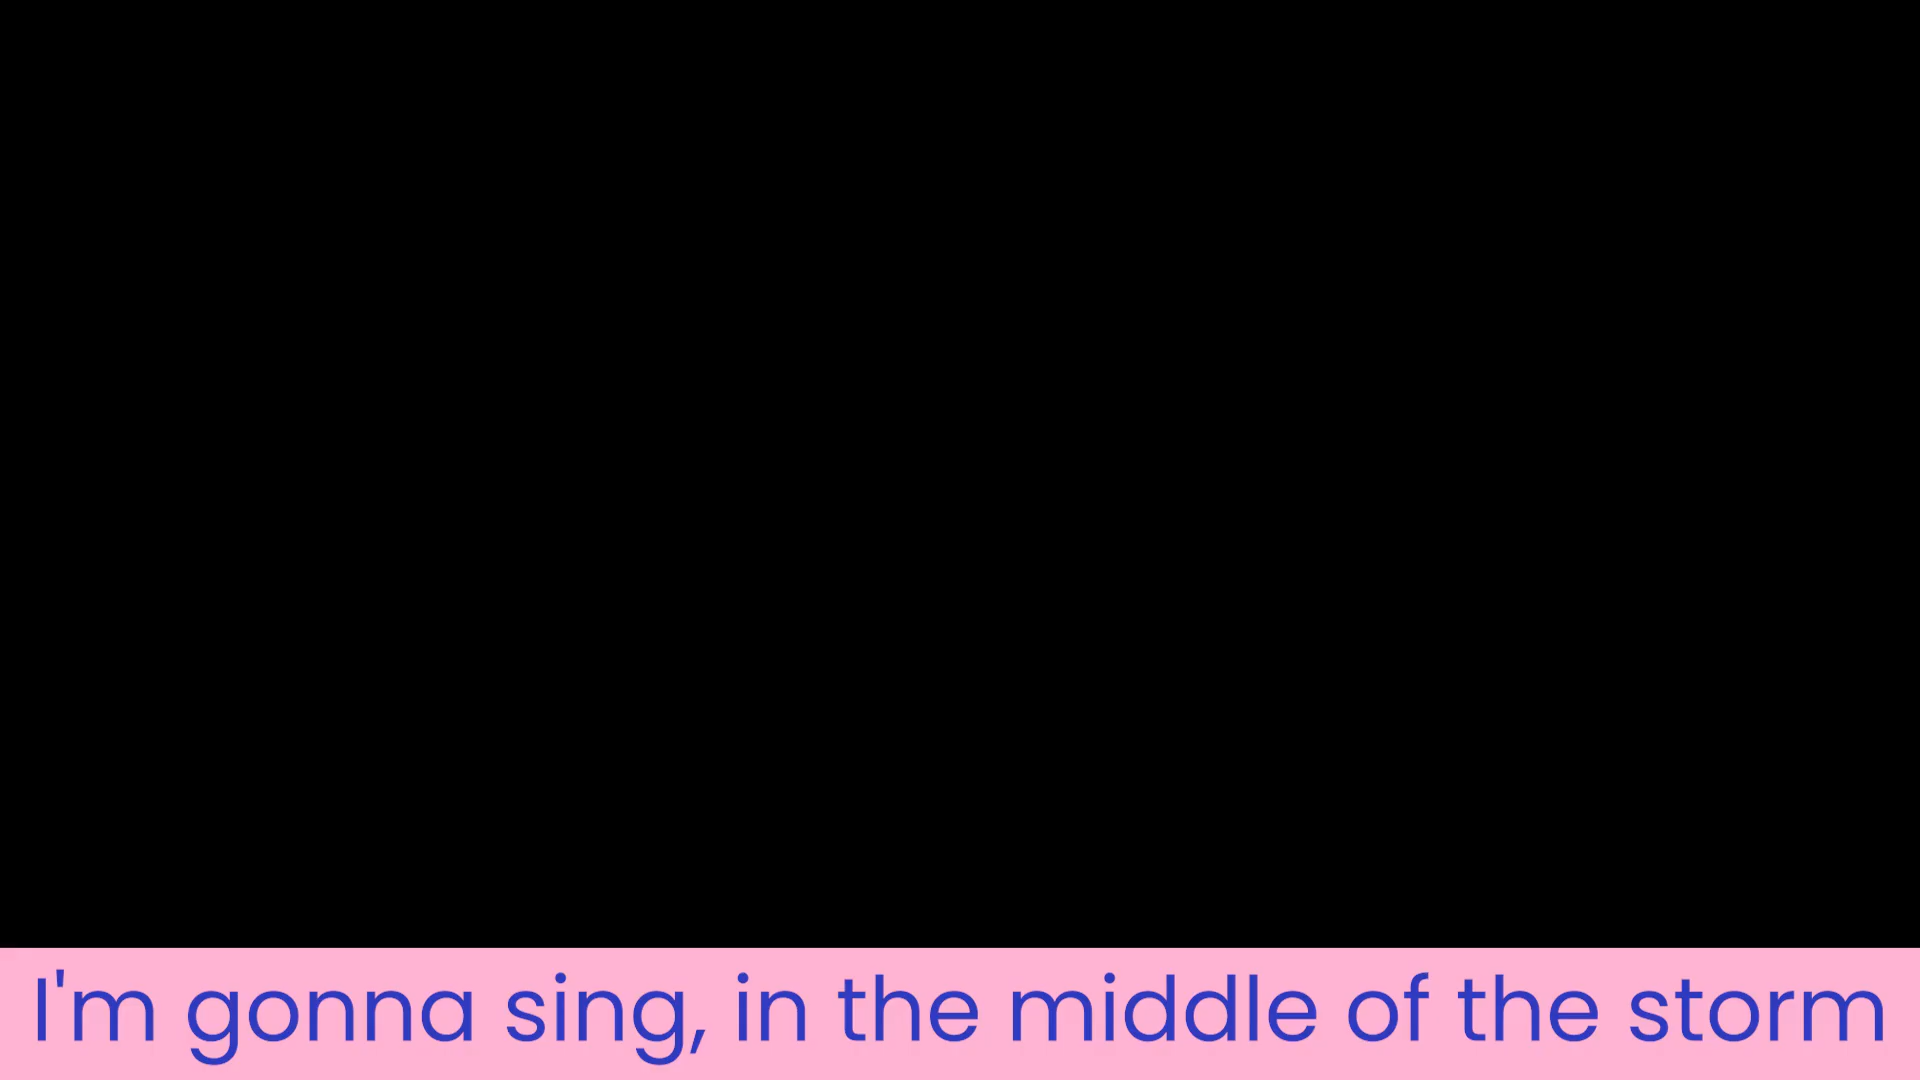 I'm gonna sing, in the middle of the storm